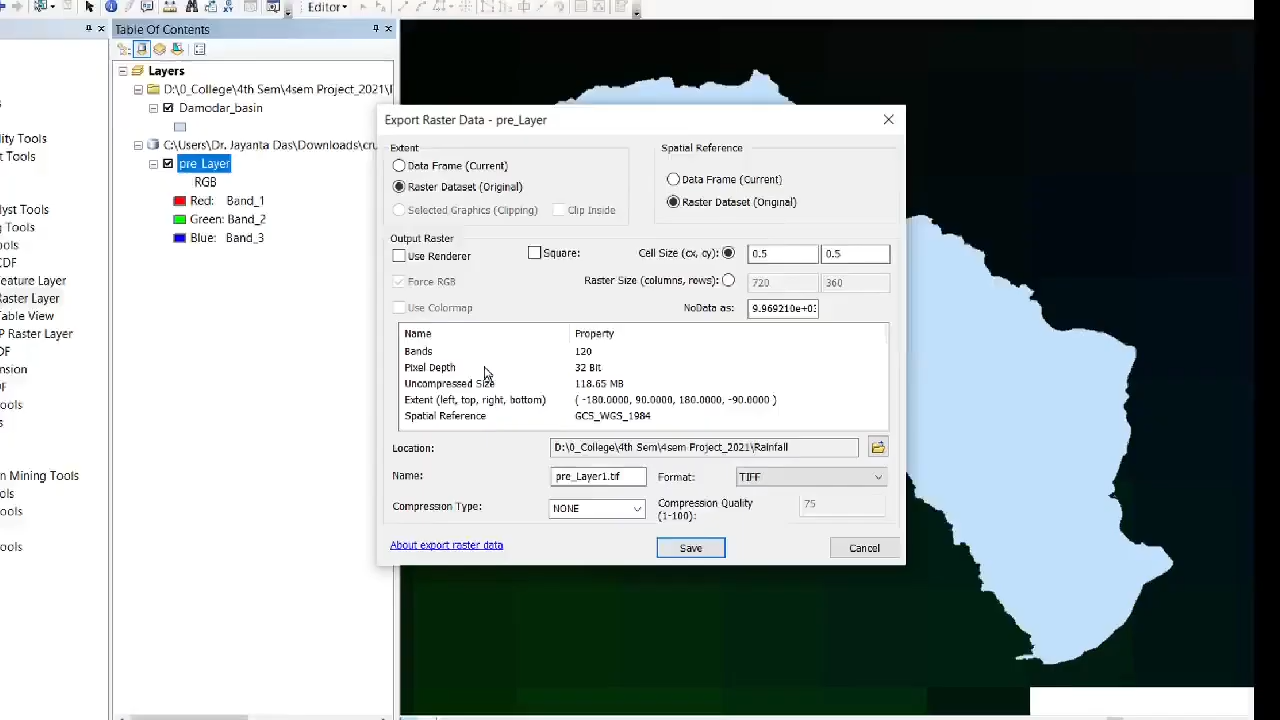 Editor
Table Of Contents
Layers
D:\0_College\4th Sem\4sem Project_2021\
Damodar_basin
C:\Users\Dr. Jayanta Das\Downloads\cru
pre_Layer
RGB
Red: Band_1
Green: Band_2
Blue: Band_3
ity Tools
t Tools
lyst Tools
g Tools
ools
CDF
eature Layer
Raster Layer
Table View
P Raster Layer
DF
ension
F
ools
n Mining Tools
ls
ools
ools
Export Raster Data - pre_Layer
Extent
Data Frame (Current)
Raster Dataset (Original)
Selected Graphics (Clipping)
Clip Inside
Spatial Reference
Data Frame (Current)
Raster Dataset (Original)
Output Raster
Use Renderer
Square:
Cell Size (cx, cy):
0.5
0.5
Force RGB
Raster Size (columns, rows):
720
360
Use Colormap
NoData as:
9.969210e+0
Name Property
Bands 120
Pixel Depth 32 Bit
Uncompressed Size 118.65 MB
Extent (left, top, right, bottom) ( -180.0000, 90.0000, 180.0000, -90.0000 )
Spatial Reference GCS_WGS_1984
Location: D:\0_College\4th Sem\4sem Project_2021\Rainfall
Name: pre_Layer1.tif Format: TIFF
Compression Type: NONE Compression Quality
(1-100):
75
About export raster data
Save
Cancel